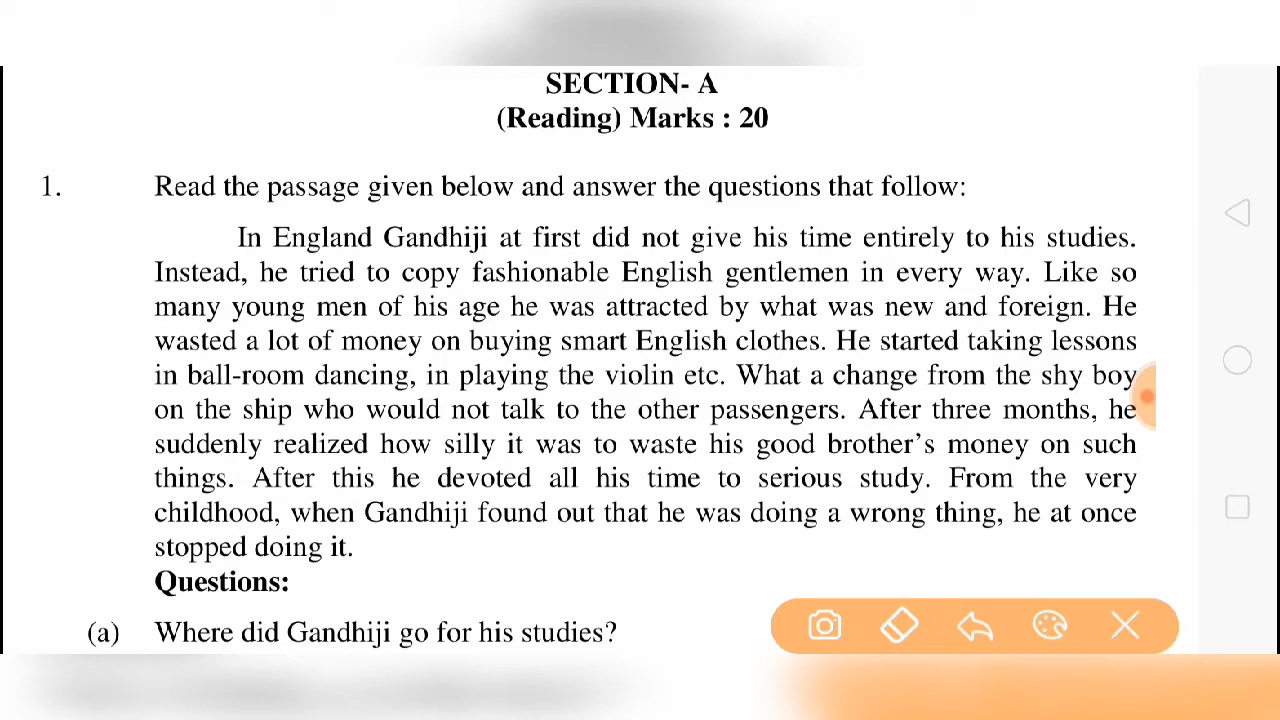 SECTION- A
(Reading) Marks : 20
1. Read the passage given below and answer the questions that follow:
In England Gandhiji at first did not give his time entirely to his studies.
Instead, he tried to copy fashionable English gentlemen in every way. Like so
many young men of his age he was attracted by what was new and foreign. He
wasted a lot of money on buying smart English clothes. He started taking lessons
in ball-room dancing, in playing the violin etc. What a change from the shy boy
on the ship who would not talk to the other passengers. After three months, he
suddenly realized how silly it was to waste his good brother’s money on such
things. After this he devoted all his time to serious study. From the very
childhood, when Gandhiji found out that he was doing a wrong thing, he at once
stopped doing it.
Questions:
(a) Where did Gandhiji go for his studies?